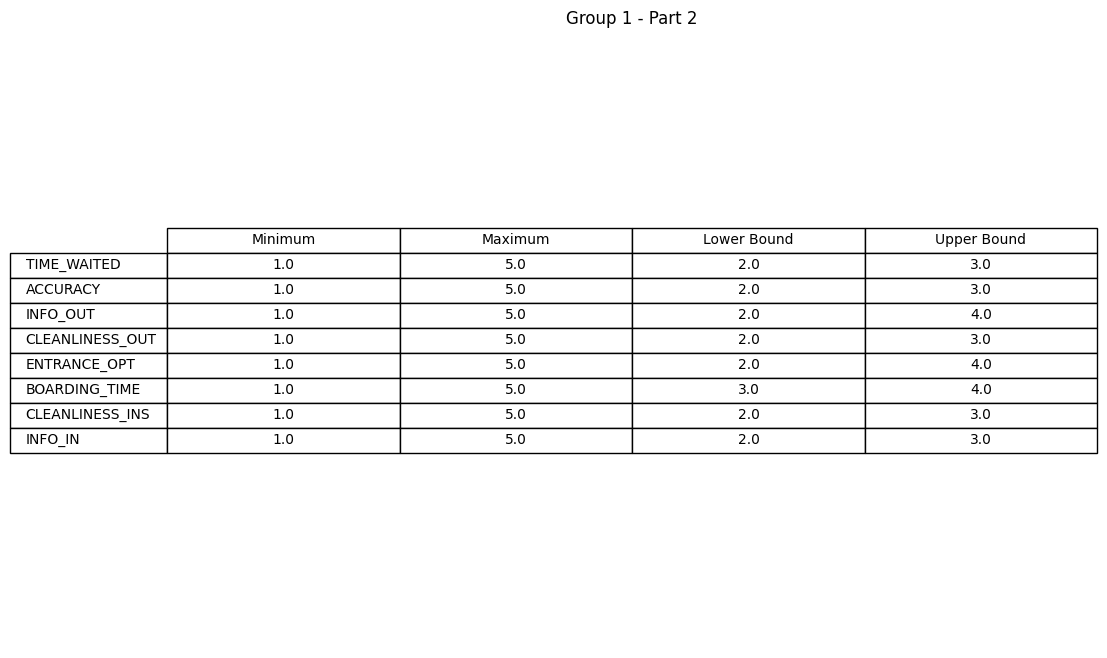 Group 1 - Part 2
Minimum Maximum Lower Bound Upper Bound
TIME_WAITED 1.0 5.0 2.0 3.0
ACCURACY 1.0 5.0 2.0 3.0
INFO_OUT 1.0 5.0 2.0 4.0
CLEANLINESS_OUT 1.0 5.0 2.0 3.0
ENTRANCE_OPT 1.0 5.0 2.0 4.0
BOARDING_TIME 1.0 5.0 3.0 4.0
CLEANLINESS_INS 1.0 5.0 2.0 3.0
INFO_IN 1.0 5.0 2.0 3.0